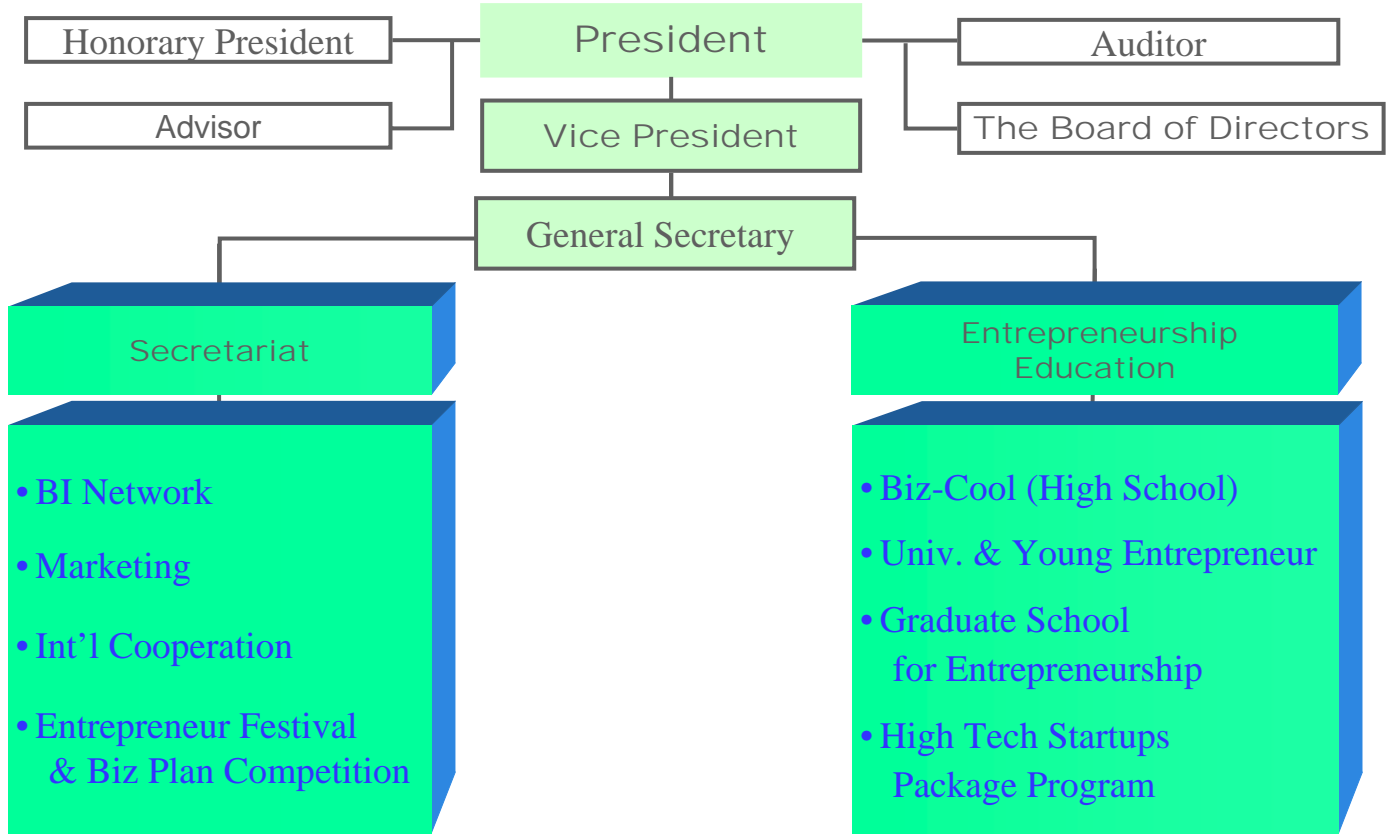 Honorary President
President
Auditor
Advisor
Vice President
The Board of Directors
General Secretary
Secretariat
Entrepreneurship
Education
• BI Network
• Marketing
• Int’l Cooperation
• Entrepreneur Festival
& Biz Plan Competition
• Biz-Cool (High School)
• Univ. & Young Entrepreneur
• Graduate School
for Entrepreneurship
• High Tech Startups
Package Program